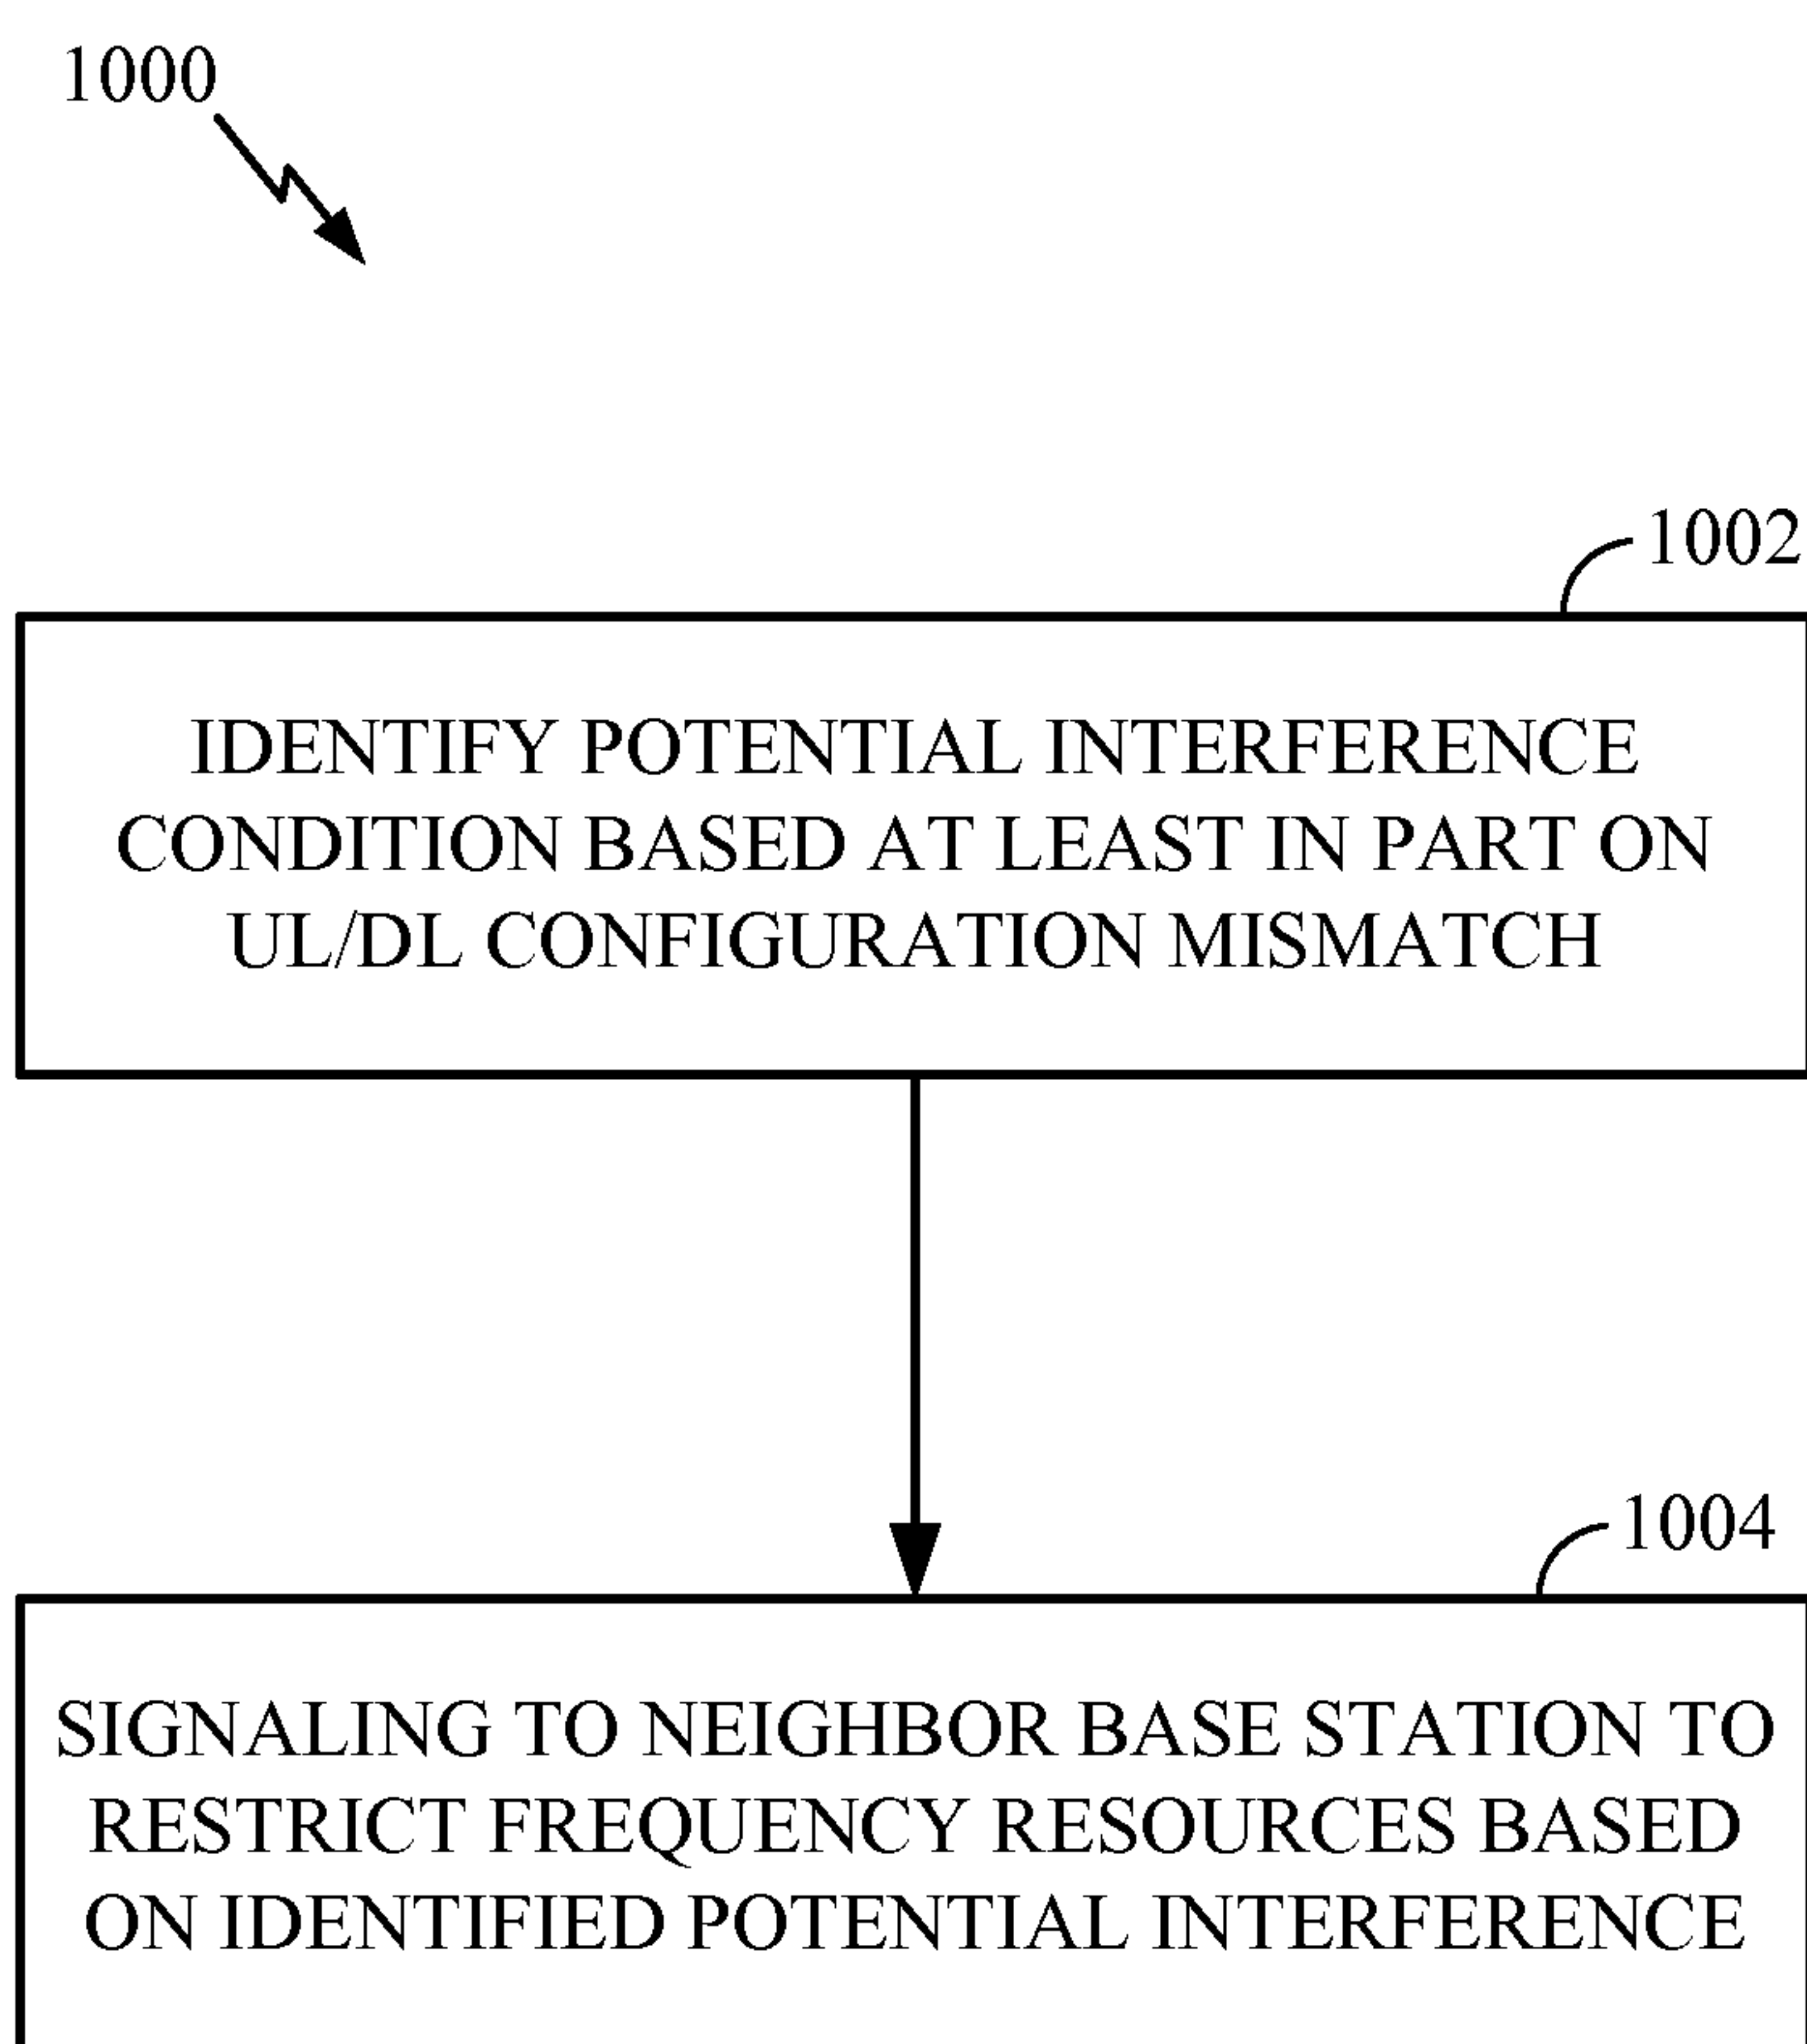 1000
1002
IDENTIFY POTENTIAL INTERFERENCE
CONDITION BASED AT LEAST IN PART ON
UL/DL CONFIGURATION MISMATCH
1004
SIGNALING TO NEIGHBOR BASE STATION TO
RESTRICT FREQUENCY RESOURCES BASED
ON IDENTIFIED POTENTIAL INTERFERENCE